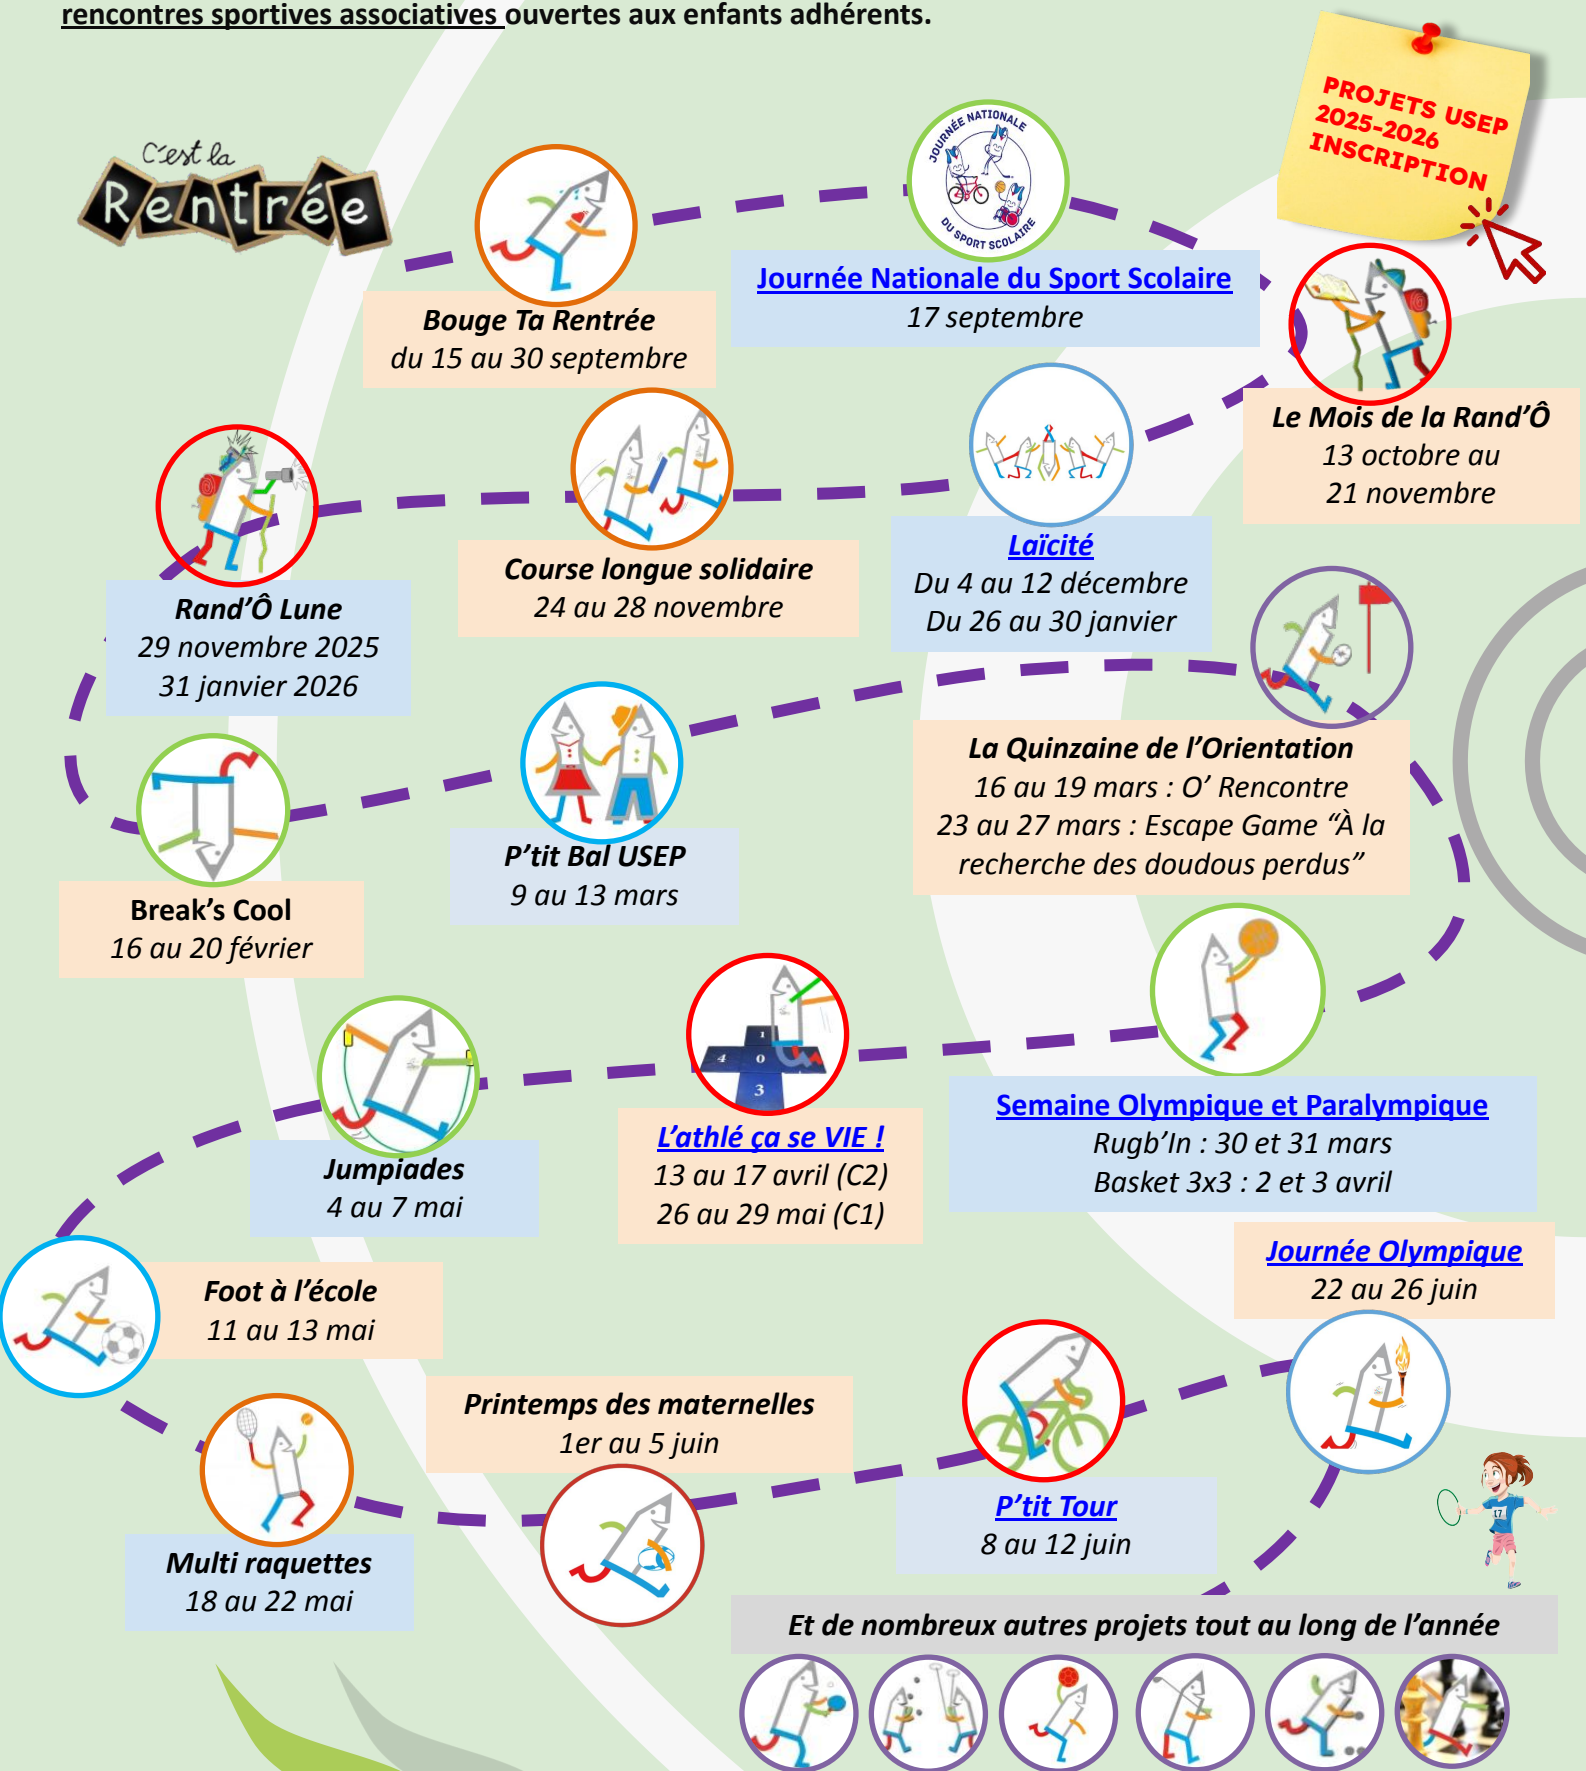 rencontres sportives associatives ouvertes aux enfants adhérents.
PROJETS USEP
2025-2026
INSCRIPTION
C'est la
Rentrée
JOURNÉE NATIONALE
DU SPORT SCOLAIRE
Bouge Ta Rentrée
du 15 au 30 septembre
Journée Nationale du Sport Scolaire
17 septembre
Le Mois de la Rand’Ô
13 octobre au
21 novembre
Laïcité
Du 4 au 12 décembre
Du 26 au 30 janvier
Course longue solidaire
24 au 28 novembre
Rand’Ô Lune
29 novembre 2025
31 janvier 2026
Break’s Cool
16 au 20 février
P'tit Bal USEP
9 au 13 mars
La Quinzaine de l’Orientation
16 au 19 mars : O’ Rencontre
23 au 27 mars : Escape Game “À la
recherche des doudous perdus”
Semaine Olympique et Paralympique
Rugb’In : 30 et 31 mars
Basket 3x3 : 2 et 3 avril
1
4 0
3
L’athlé ça se VIE !
13 au 17 avril (C2)
26 au 29 mai (C1)
Jumpiades
4 au 7 mai
Foot à l’école
11 au 13 mai
Multi raquettes
18 au 22 mai
Printemps des maternelles
1er au 5 juin
P'tit Tour
8 au 12 juin
Journée Olympique
22 au 26 juin
17
Et de nombreux autres projets tout au long de l’année